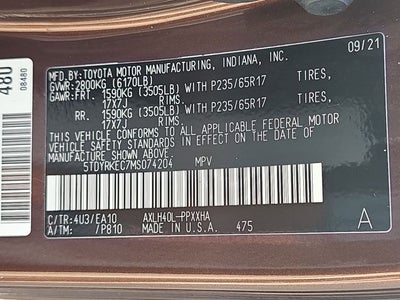 480
08480
MFD.BY:TOYOTA MOTOR MANUFACTURING, INDIANA, INC. 09/21
GVWR: 2800KG (6170LB)
GAWR:FRT. 1590KG (3505LB) WITH P235/65R17 TIRES,
17X7J RIMS,
RR. 1590KG (3505LB) WITH P235/65R17 TIRES,
17X7J RIMS
THIS VEHICLE CONFORMS TO ALL APPLICABLE FEDERAL MOTOR
VEHICLE SAFETY STANDARDS IN EFFECT ON THE DATE OF
MANUFACTURE SHOWN ABOVE.
5TDYRKEC7MS074204 MPV
C/TR: 4U3/EA10 AXLH40L-PPXXHA
A/TM: /P810 475 A
MADE IN U.S.A.